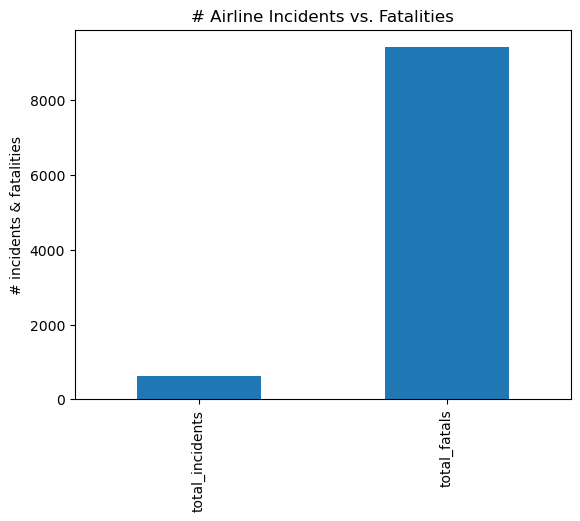 # Airline Incidents vs. Fatalities
# incidents & fatalities
8000
6000
4000
2000
0
total_incidents
total_fatals